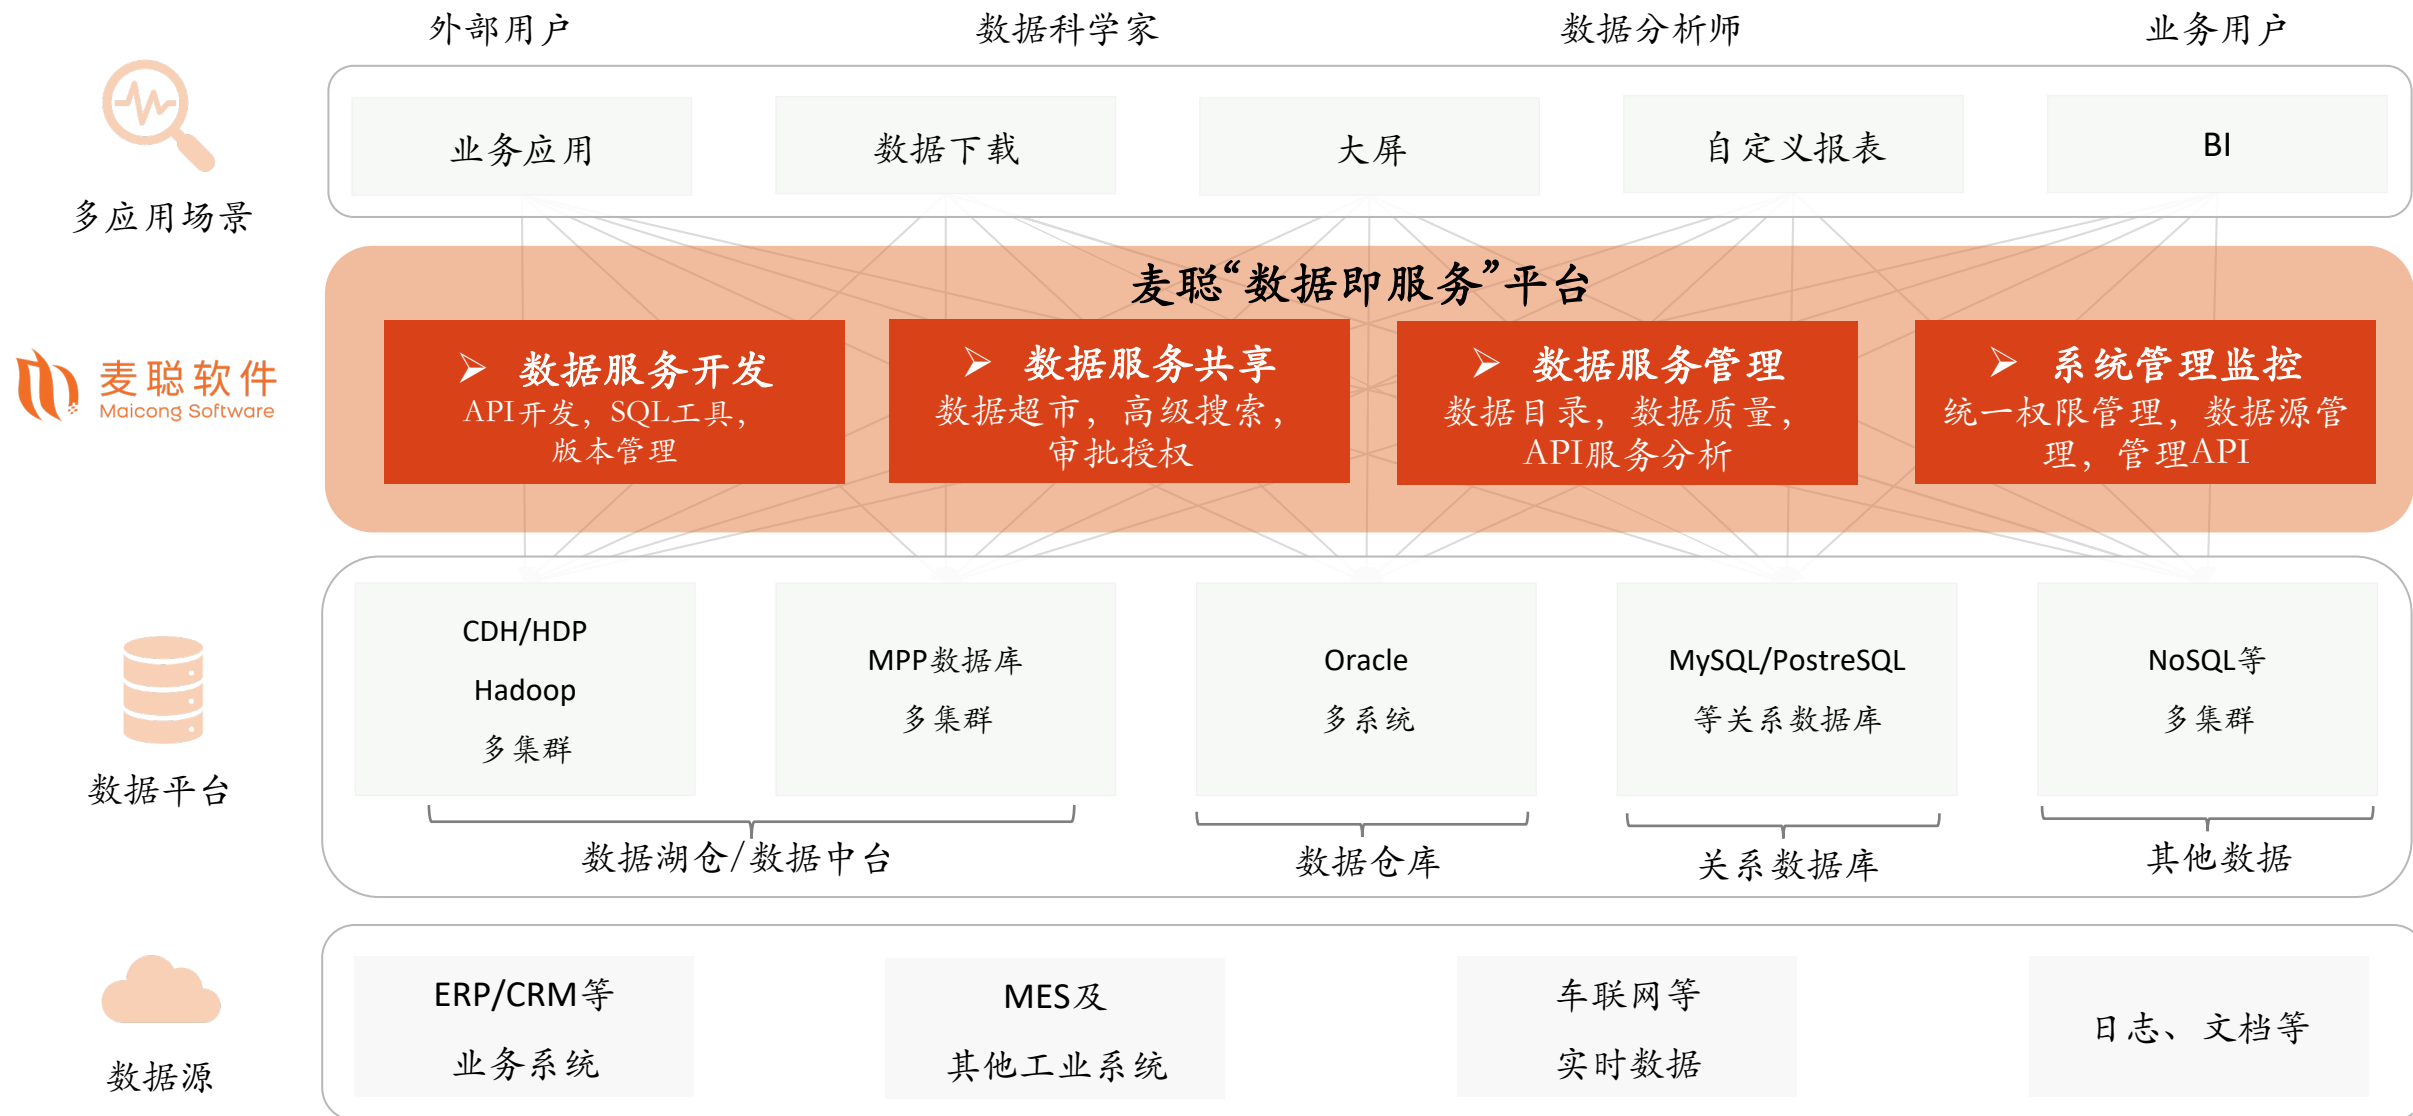 外部用户
数据科学家
数据分析师
业务用户
业务应用
数据下载
大屏
自定义报表
BI
多应用场景
麦聪“数据即服务”平台
麦聪软件
Maicong Software
➢ 数据服务开发
API开发，SQL工具，
版本管理
➢ 数据服务共享
数据超市，高级搜索，
审批授权
➢ 数据服务管理
数据目录，数据质量，
API服务分析
➢ 系统管理监控
统一权限管理，数据源管
理，管理API
数据平台
CDH/HDP
Hadoop
多集群
MPP数据库
多集群
Oracle
多系统
MySQL/PostreSQL
等关系数据库
NoSQL等
多集群
数据湖仓/数据中台
数据仓库
关系数据库
其他数据
数据源
ERP/CRM等
业务系统
MES及
其他工业系统
车联网等
实时数据
日志、文档等